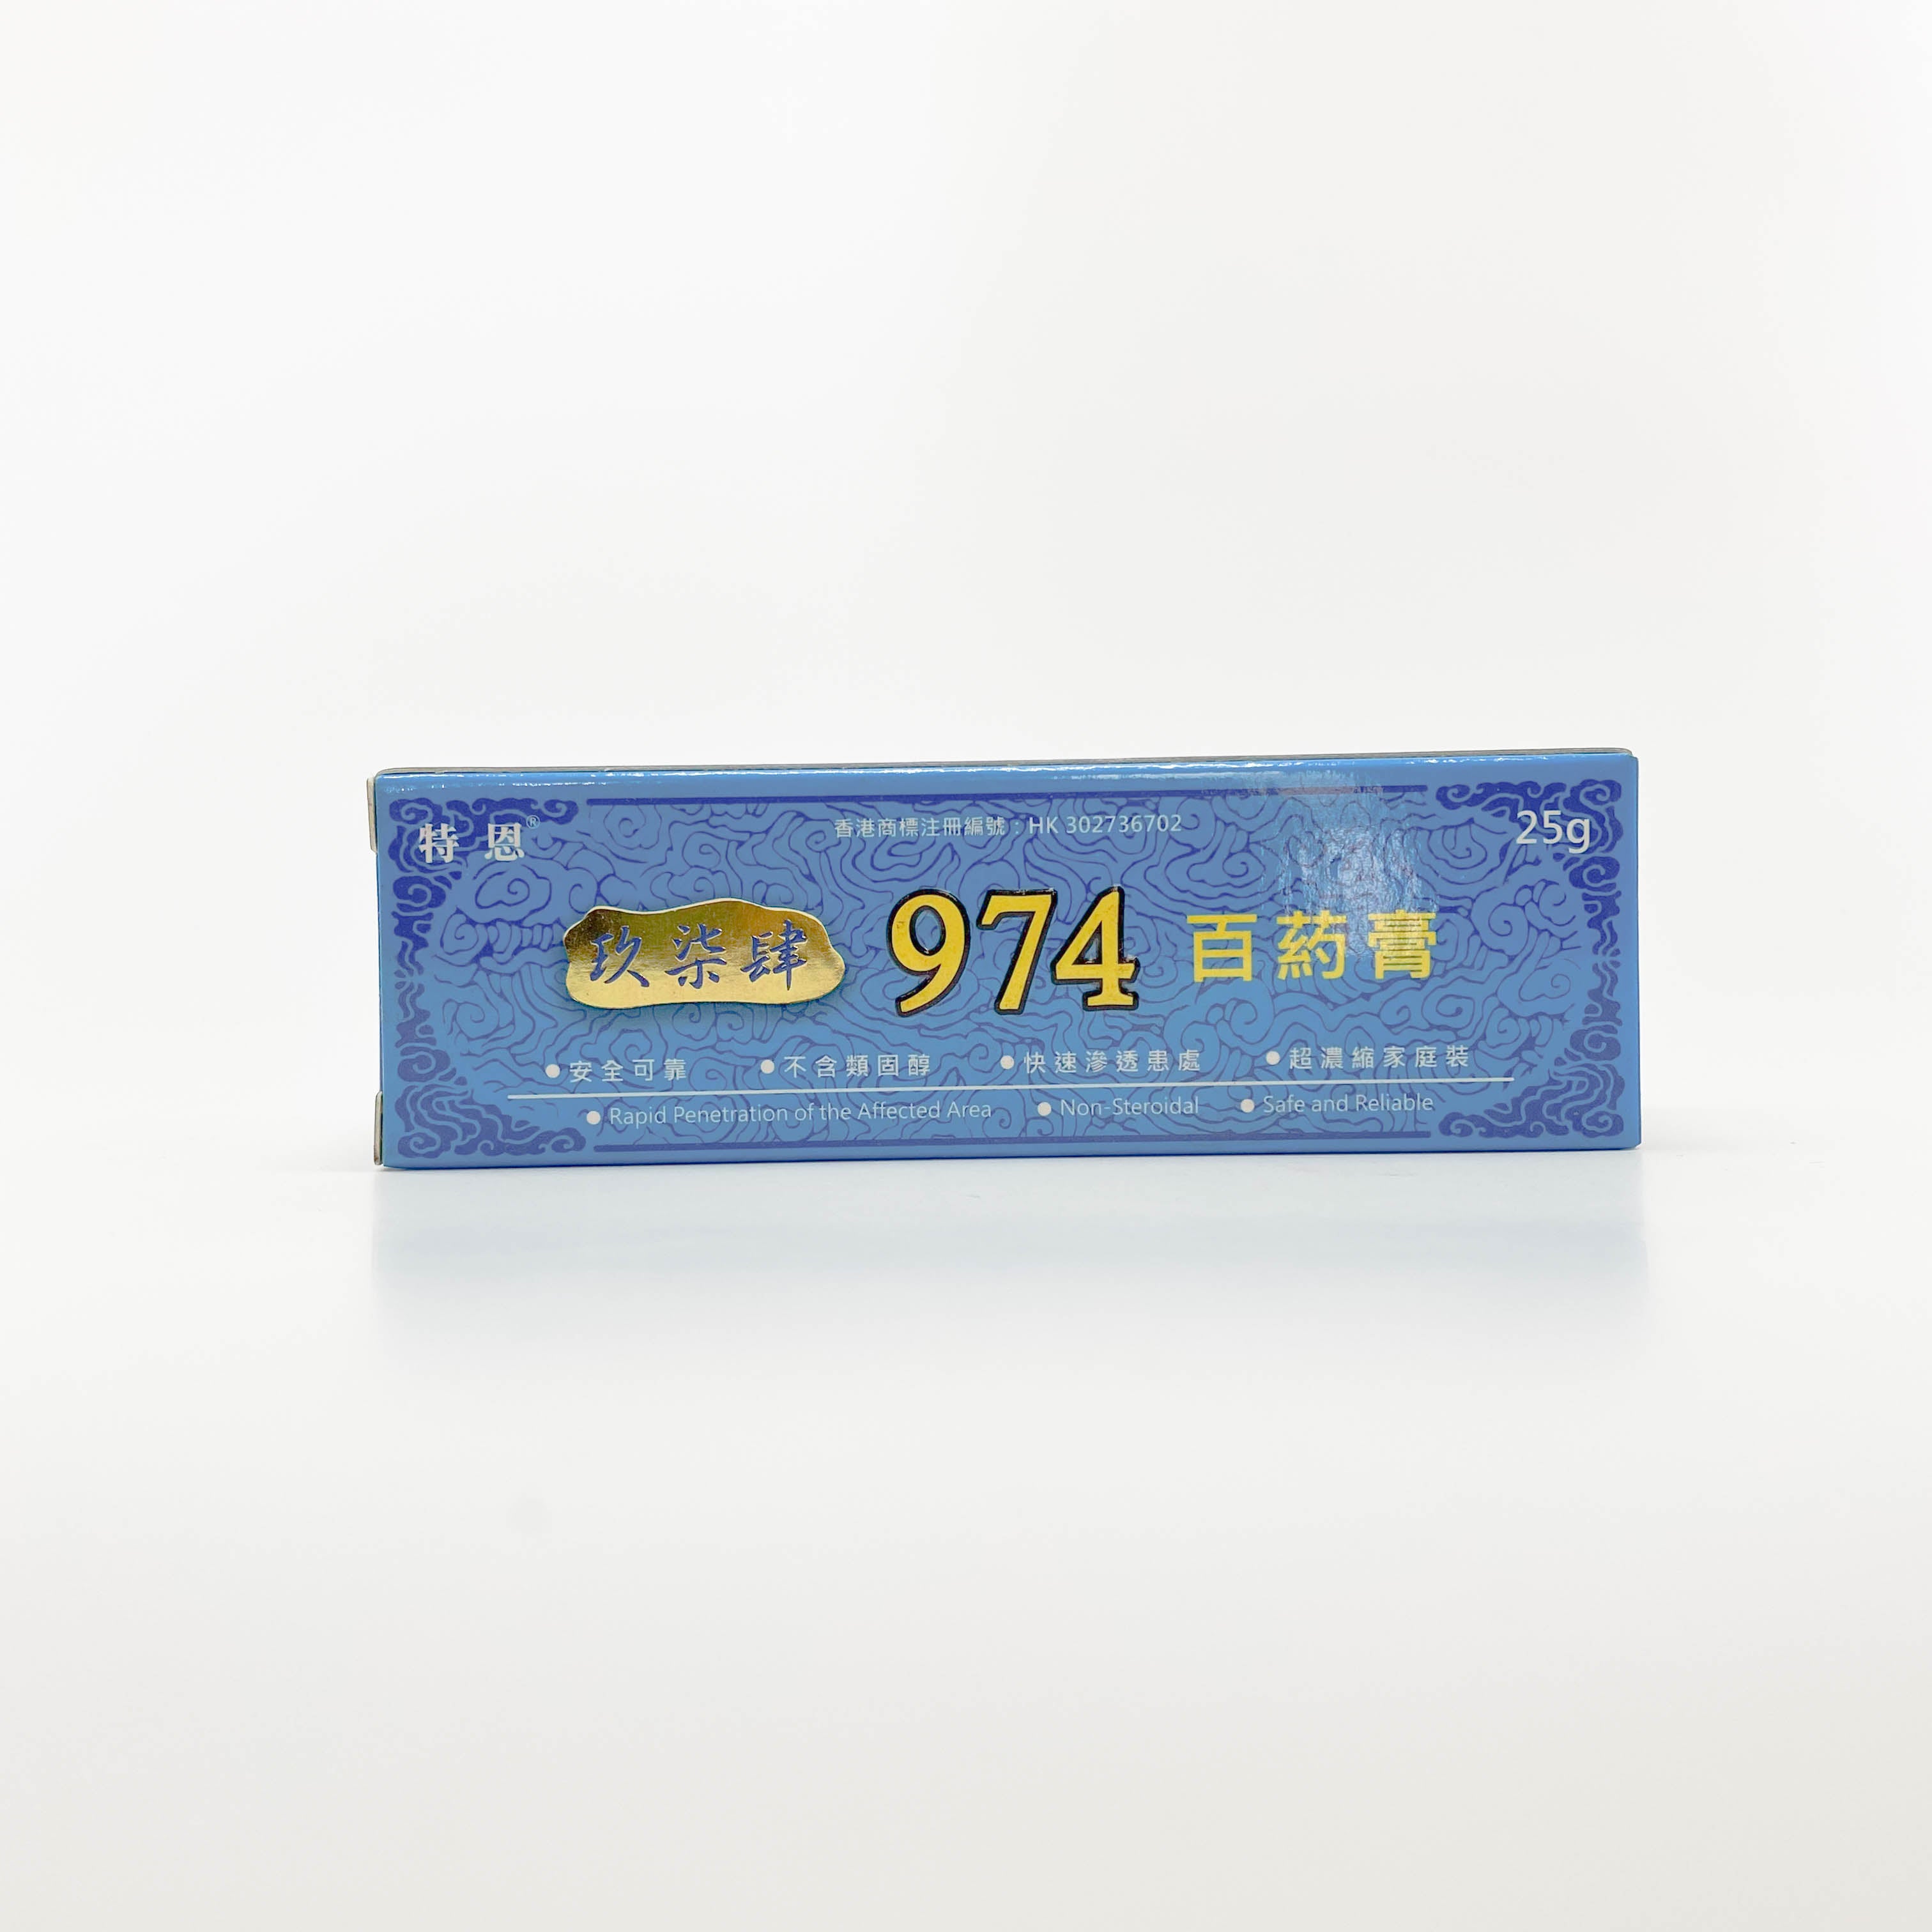 特恩®
香港商標注冊編號：HK 302736702
25g
玖柒肆 974 百葯膏
●安全可靠 ●不含類固醇 ●快速滲透患處 ●超濃縮家庭裝
●Rapid Penetration of the Affected Area ●Non-Steroidal ●Safe and Reliable